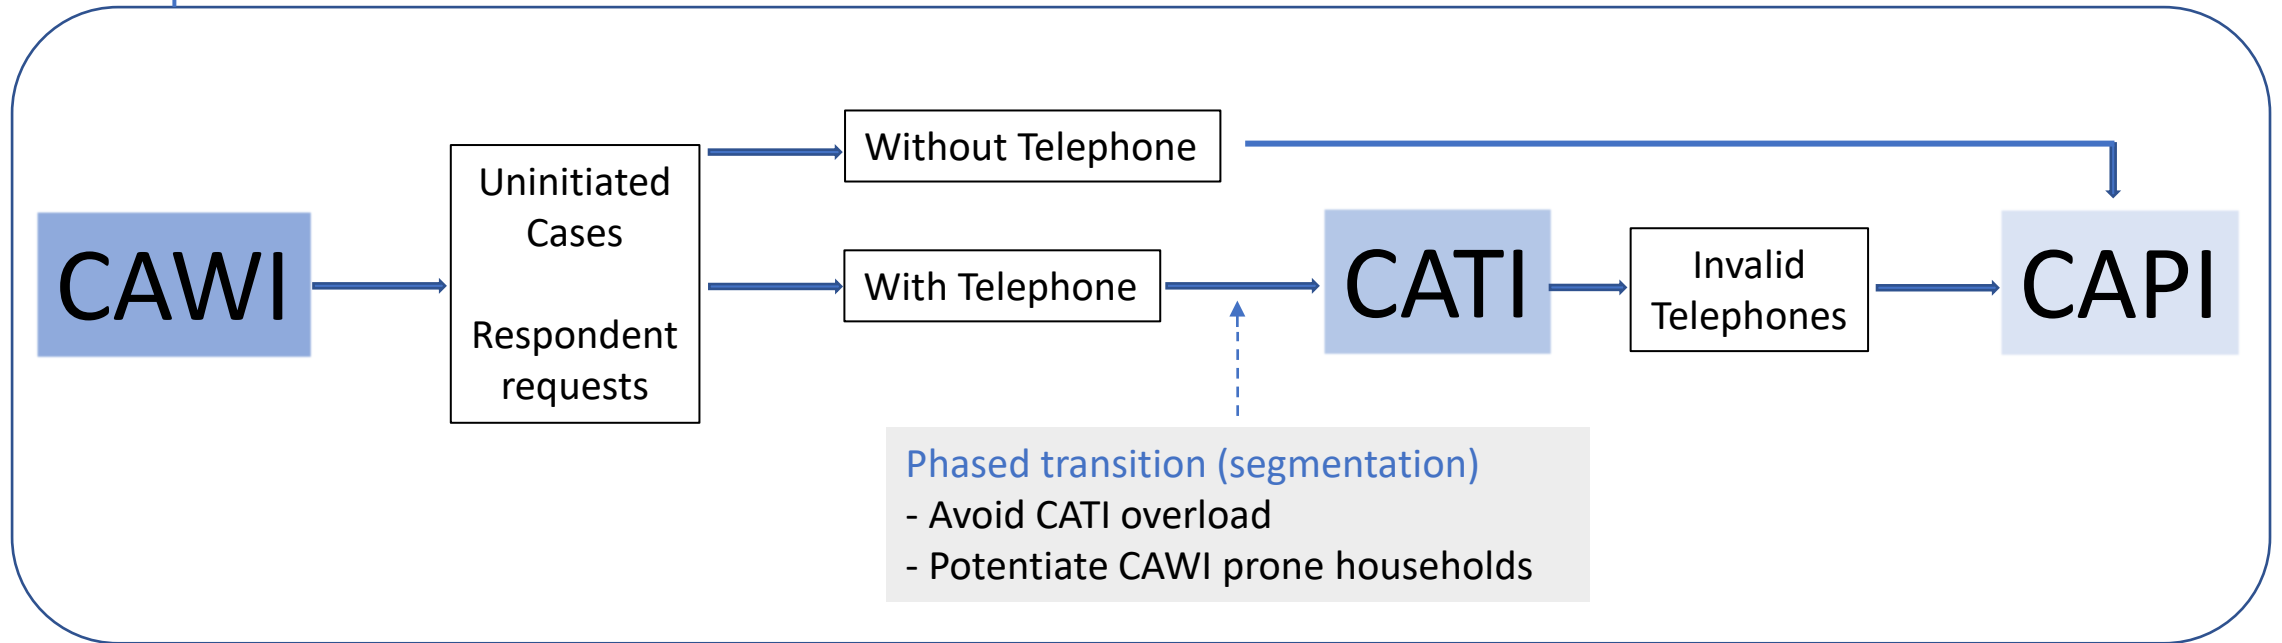 CAWI
Uninitiated
Cases
Respondent
requests
Without Telephone
With Telephone
CATI
Invalid
Telephones
CAPI
Phased transition (segmentation)
- Avoid CATI overload
- Potentiate CAWI prone households